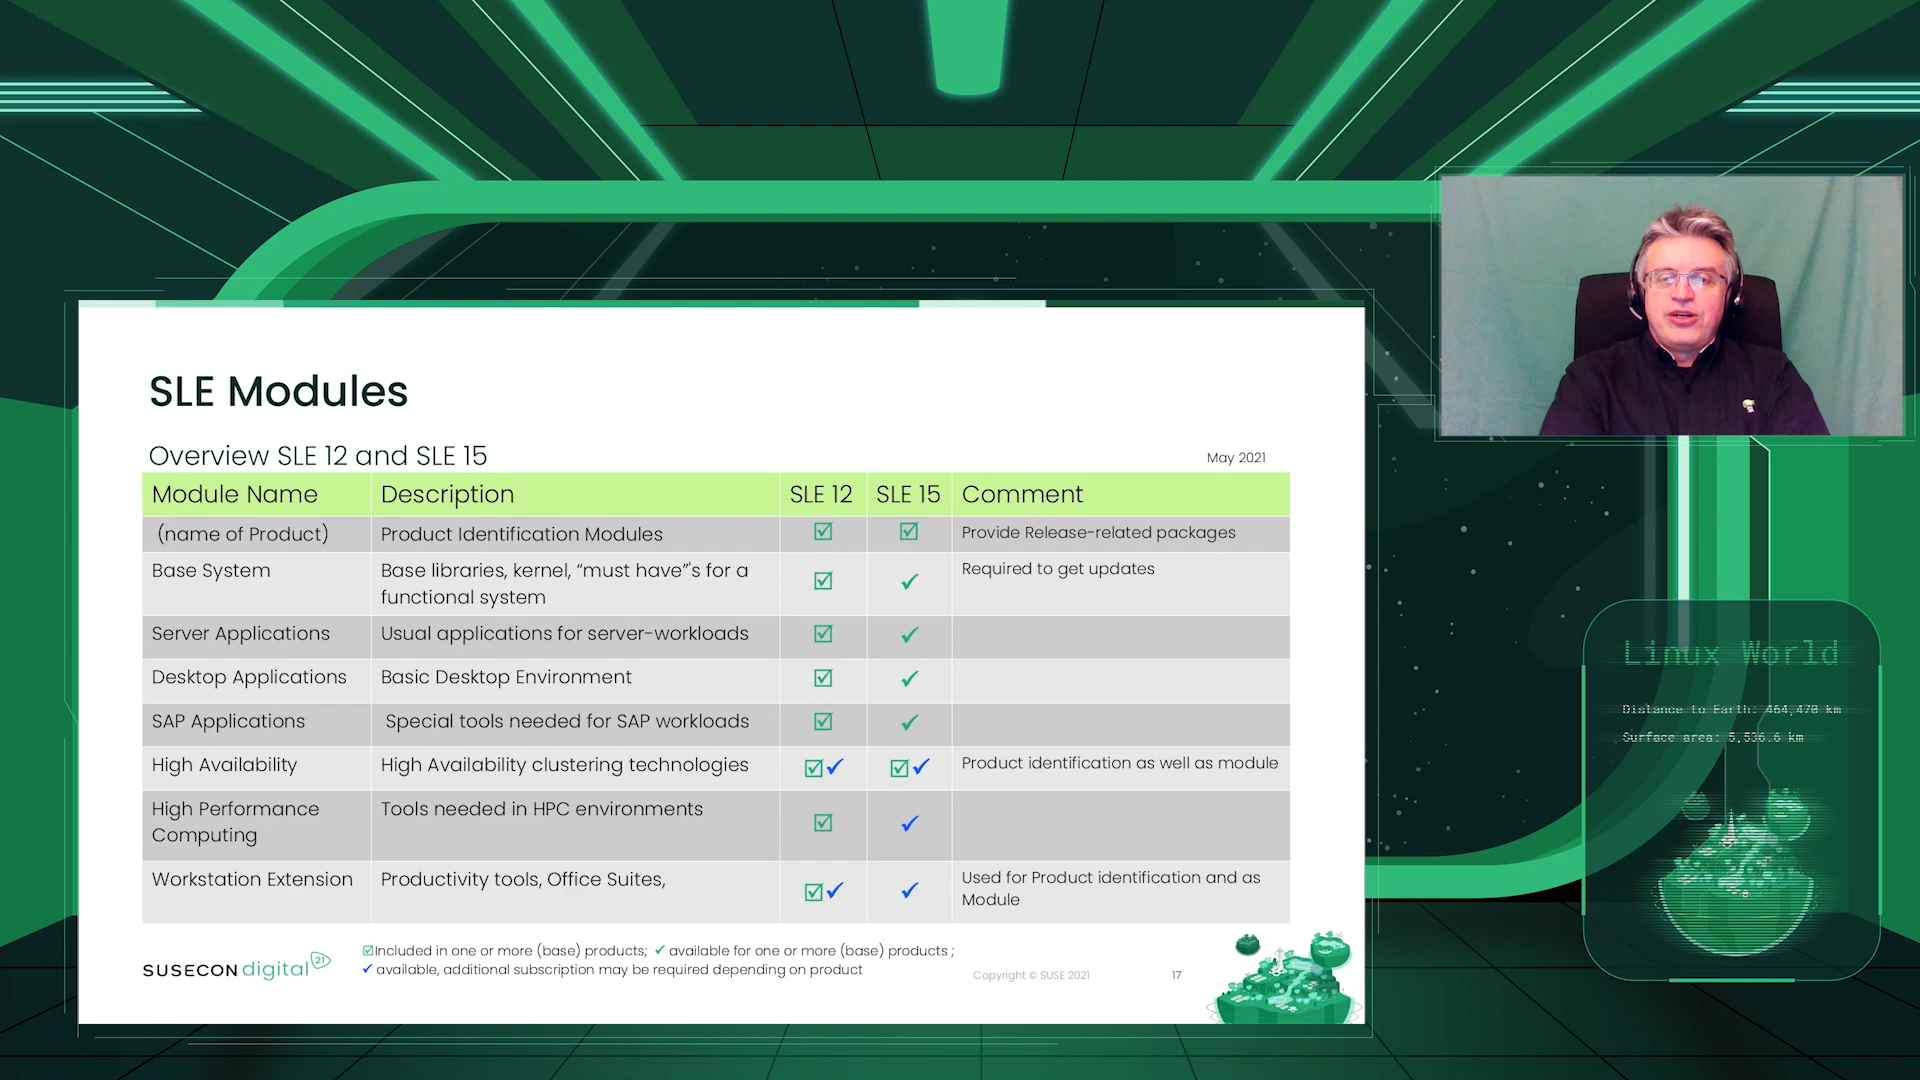 SLE Modules
Overview SLE 12 and SLE 15
May 2021
Module Name Description SLE 12 SLE 15 Comment
(name of Product) Product Identification Modules ☑ ☑ Provide Release-related packages
Base System Base libraries, kernel, “must have”'s for a ☑ ✓ Required to get updates
functional system
Server Applications Usual applications for server-workloads ☑ ✓
Desktop Applications Basic Desktop Environment ☑ ✓
SAP Applications Special tools needed for SAP workloads ☑ ✓
High Availability High Availability clustering technologies ☑✓ ☑✓ Product identification as well as module
High Performance Tools needed in HPC environments ☑ ✓
Computing
Workstation Extension Productivity tools, Office Suites, ☑✓ ✓ Used for Product identification and as
Module
☑Included in one or more (base) products; ✓ available for one or more (base) products ;
✓ available, additional subscription may be required depending on product
SUSECON digital 21
Copyright © SUSE 2021
17
Linux World
Distance to Earth: 464,470 km
Surface area: 5,536.6 km